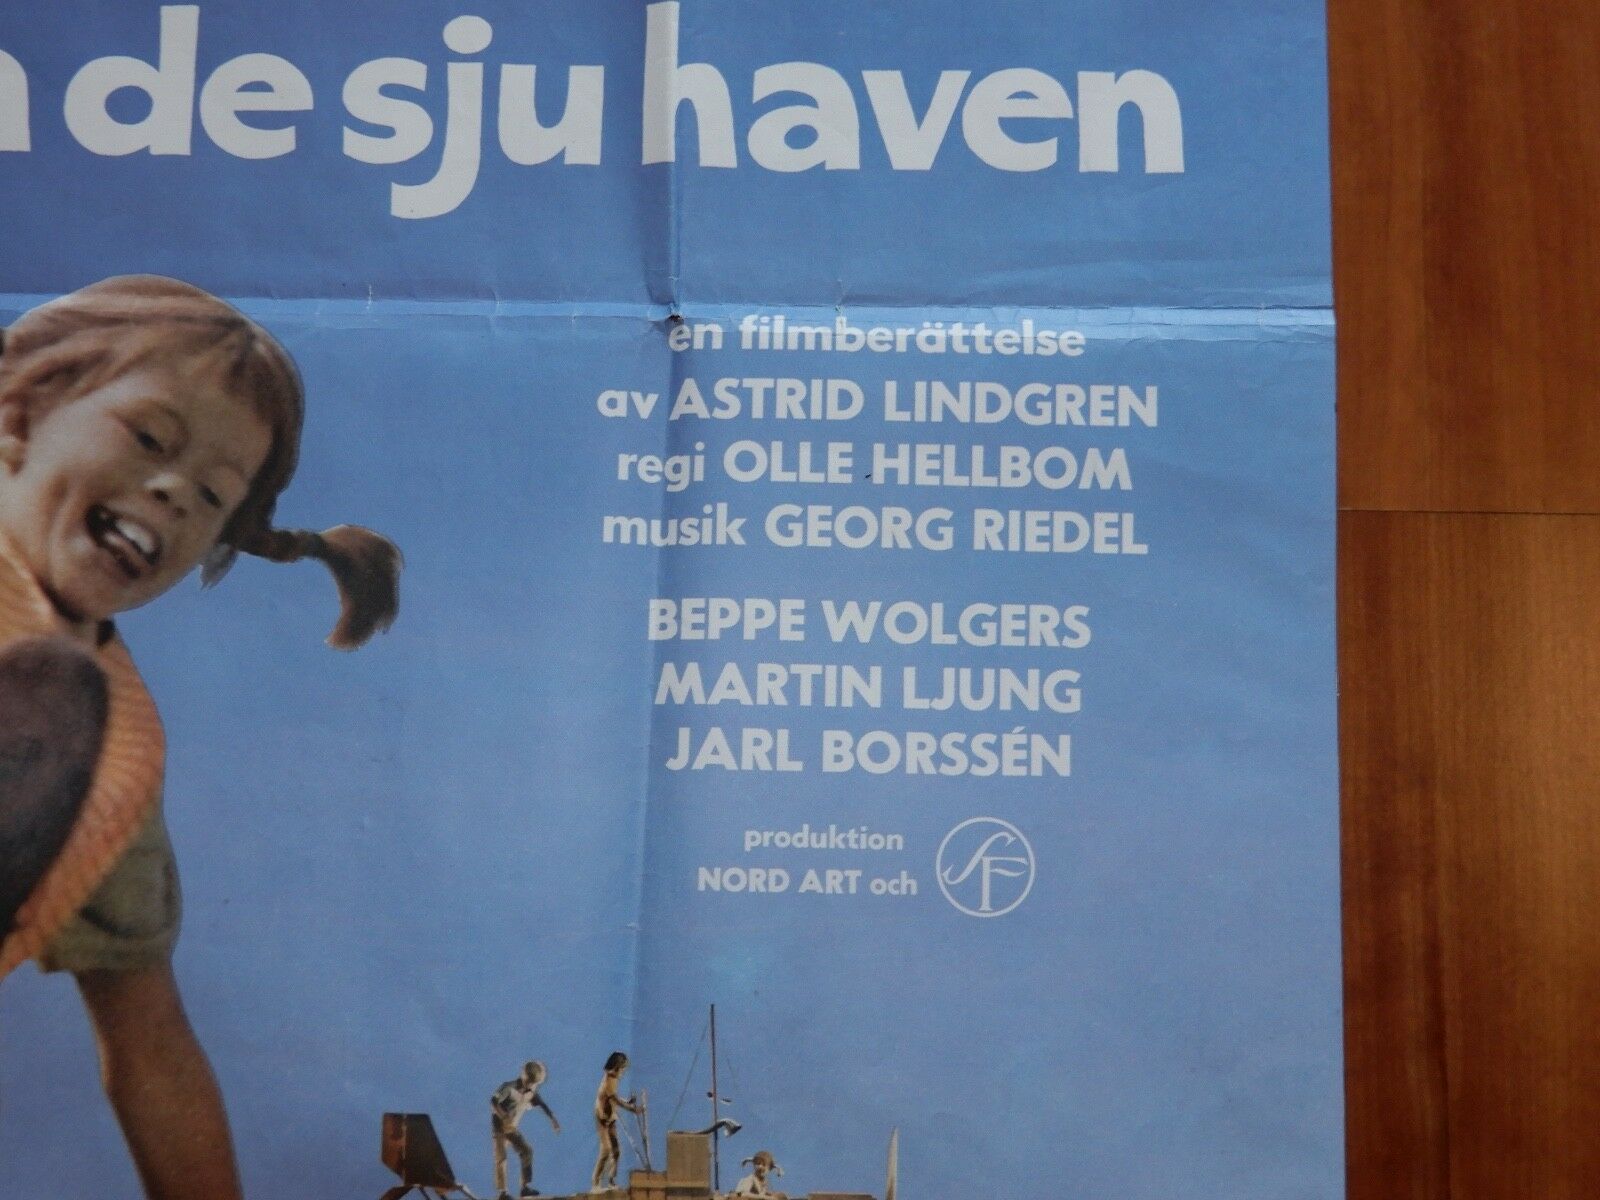 de sju haven
en filmberättelse
av ASTRID LINDGREN
regi OLLE HELLBOM
musik GEORG RIEDEL
BEPPE WOLGERS
MARTIN LJUNG
JARL BORSSÉN
produktion
NORD ART och SF